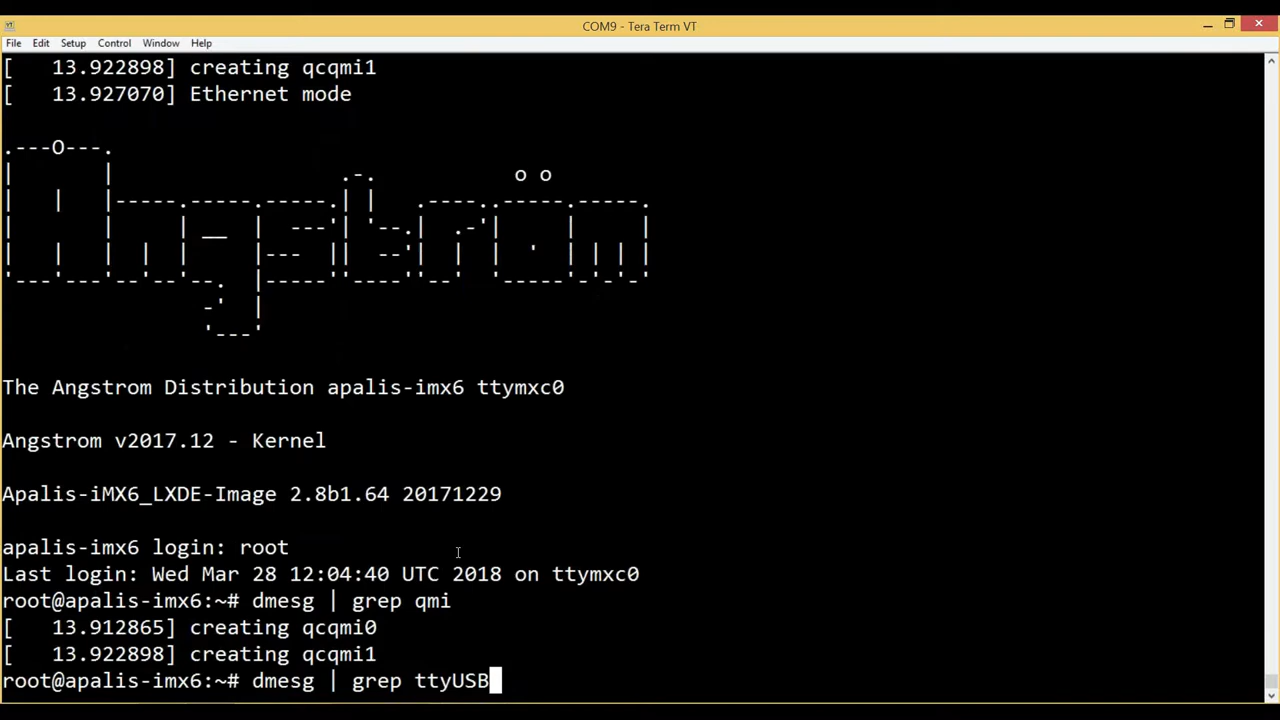 COM9 - Tera Term VT
File Edit Setup Control Window Help
[   13.922898] creating qcqmi1
[   13.927070] Ethernet mode
The Angstrom Distribution apalis-imx6 ttymxc0
Angstrom v2017.12 - Kernel
Apalis-iMX6_LXDE-Image 2.8b1.64 20171229
apalis-imx6 login: root
Last login: Wed Mar 28 12:04:40 UTC 2018 on ttymxc0
root@apalis-imx6:~# dmesg | grep qmi
[   13.912865] creating qcqmi0
[   13.922898] creating qcqmi1
root@apalis-imx6:~# dmesg | grep ttyUSB